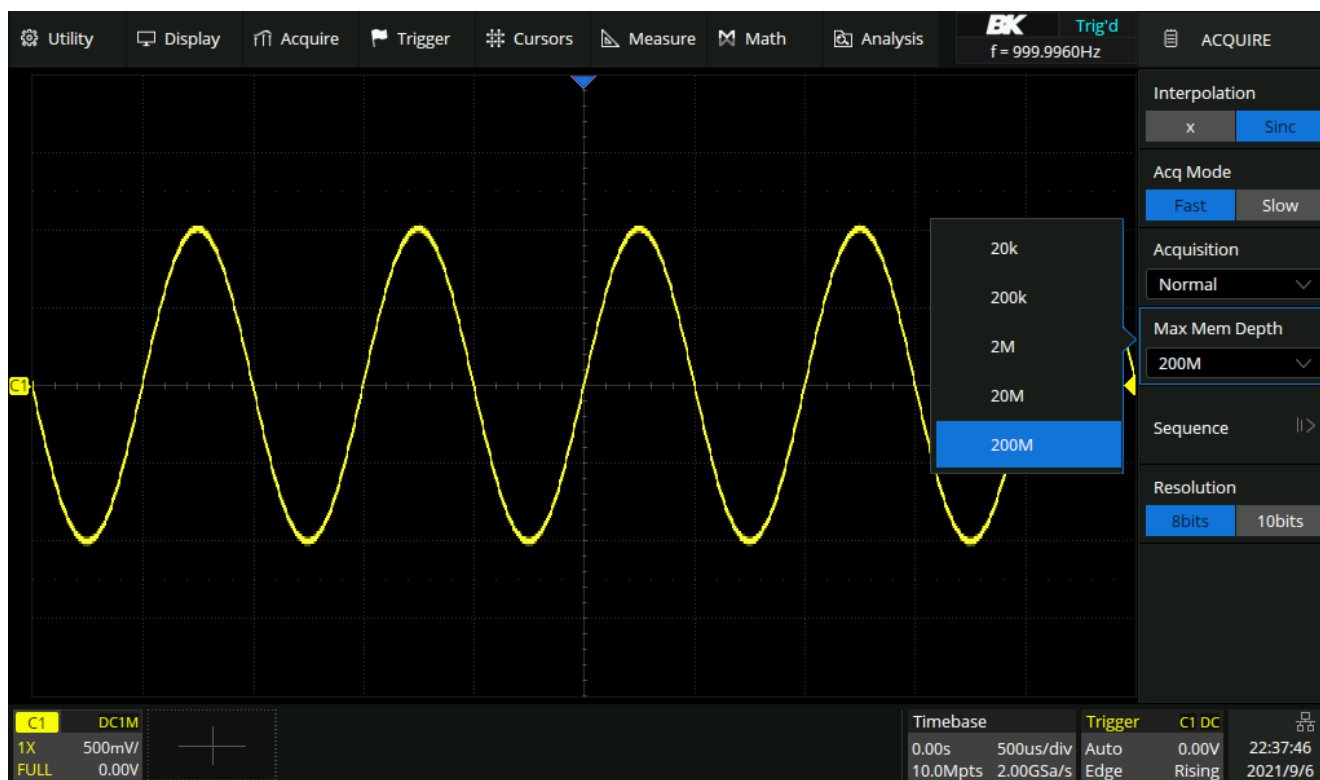 Utility Display Acquire Trigger Cursors Measure Math Analysis BK Trig'd ACQUIRE
f = 999.9960Hz
Interpolation
x Sinc
Acq Mode
Fast Slow
Acquisition
Normal
Max Mem Depth
200M
Sequence
Resolution
8bits 10bits
20k
200k
2M
20M
200M
C1
C1 DC1M
1X 500mV/
FULL 0.00V
Timebase
0.00s 500us/div
10.0Mpts 2.00GSa/s
Trigger C1 DC
Auto 0.00V
Edge Rising
22:37:46
2021/9/6